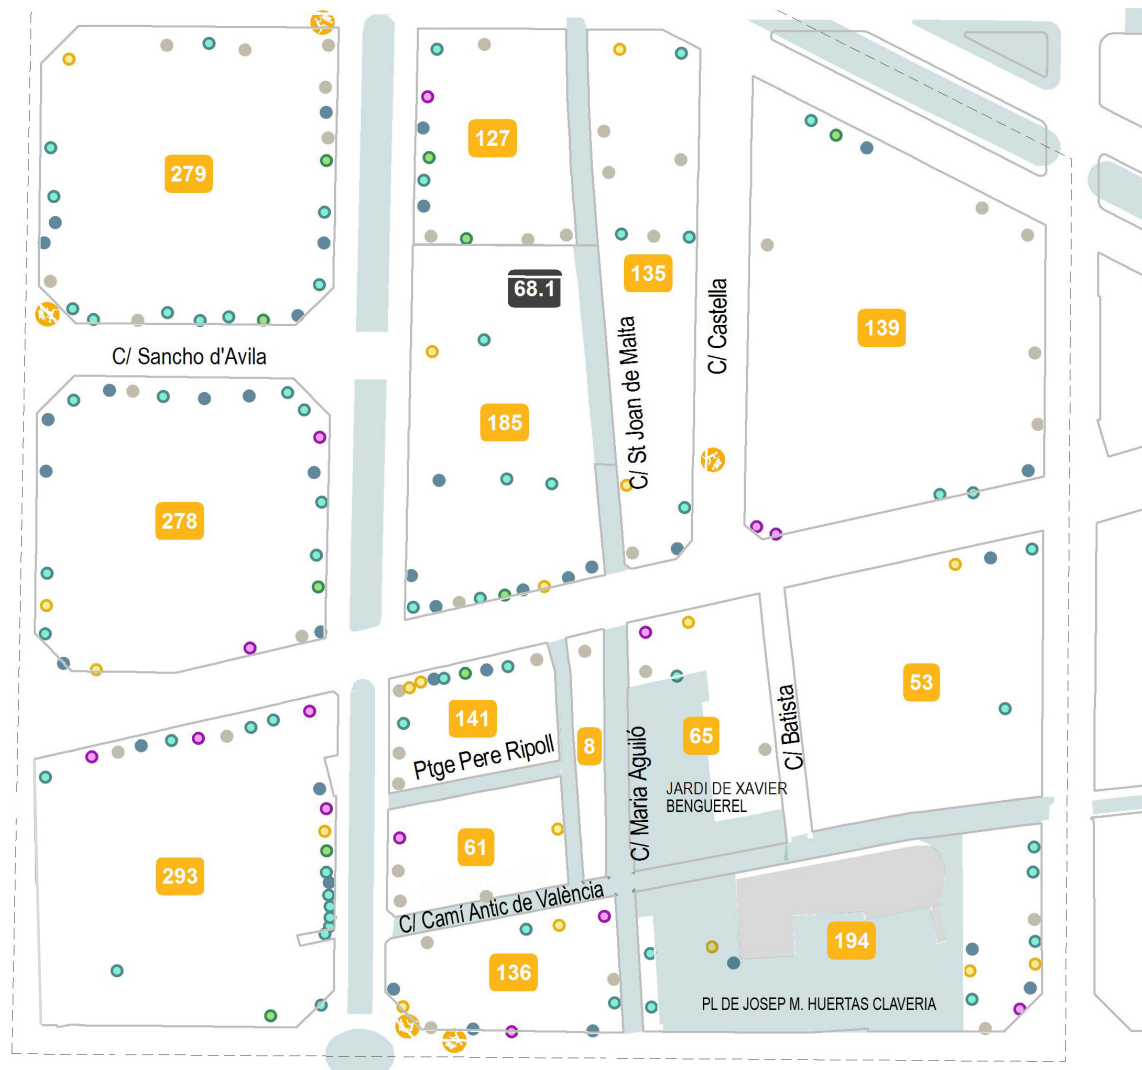 127
279
135
68.1
139
C/ Castella
C/ Sancho d'Avila
C/ St Joan de Malta
185
278
53
C/ Batista
141
65
8
Ptge Pere Ripoll
C/ Maria Aguiló
JARDI DE XAVIER
BENGUEREL
61
293
C/ Camí Antic de València
194
136
PL DE JOSEP M. HUERTAS CLAVERIA